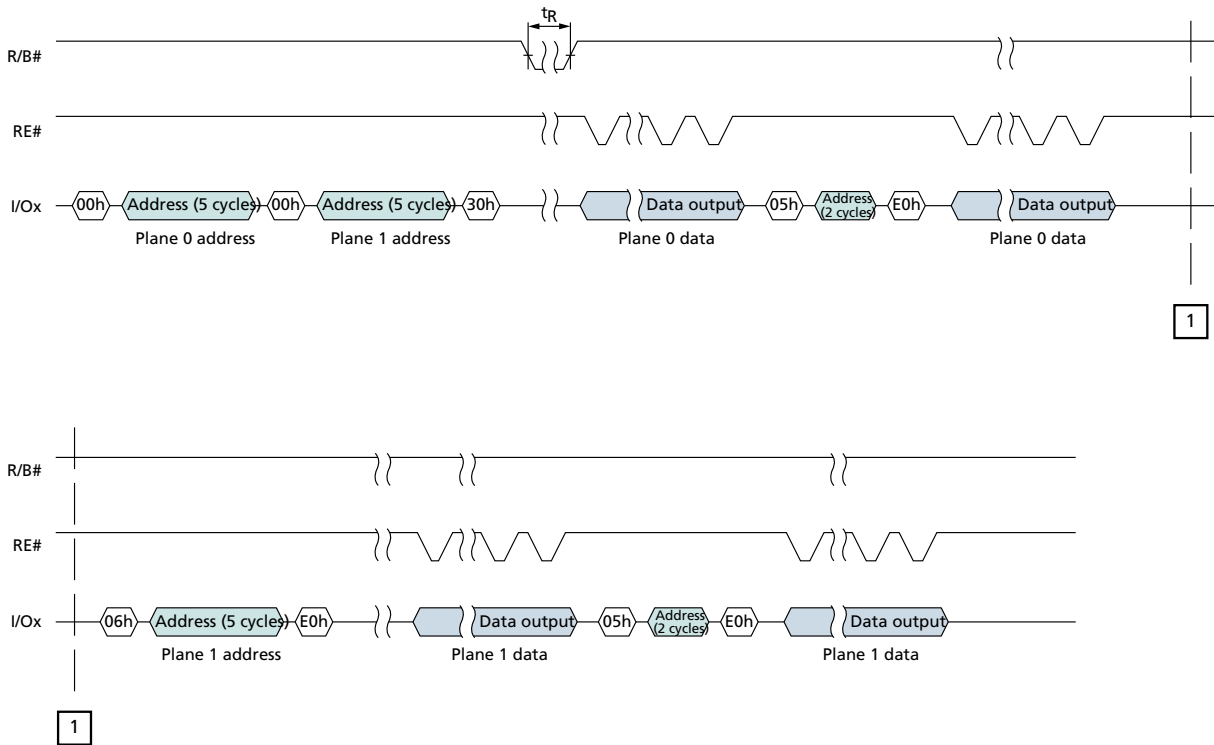 tR
R/B#
RE#
I/Ox
00h Address (5 cycles) 00h Address (5 cycles) 30h Data output 05h Address (2 cycles) E0h Data output
Plane 0 address Plane 1 address Plane 0 data Plane 0 data
1
R/B#
RE#
I/Ox
06h Address (5 cycles) E0h Data output 05h Address (2 cycles) E0h Data output
Plane 1 address Plane 1 data Plane 1 data
1